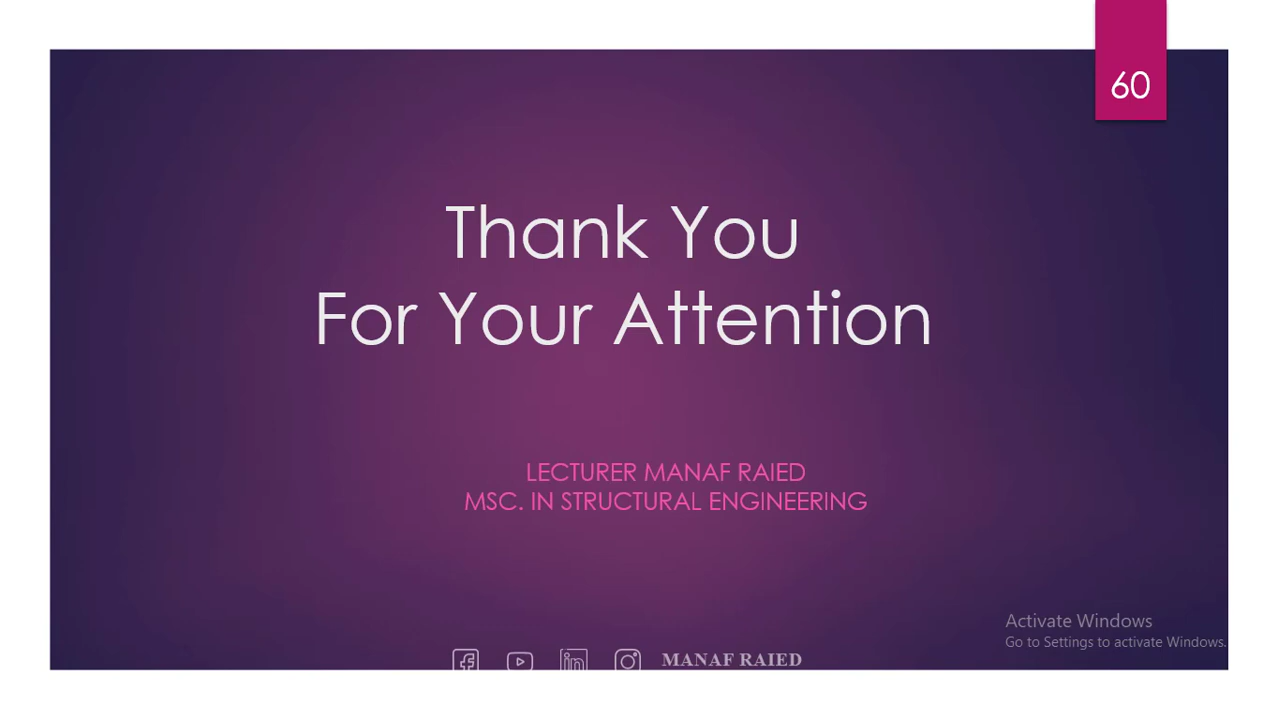 60
Thank You
For Your Attention
LECTURER MANAF RAIED
MSC. IN STRUCTURAL ENGINEERING
Activate Windows
Go to Settings to activate Windows.
MANAF RAIED